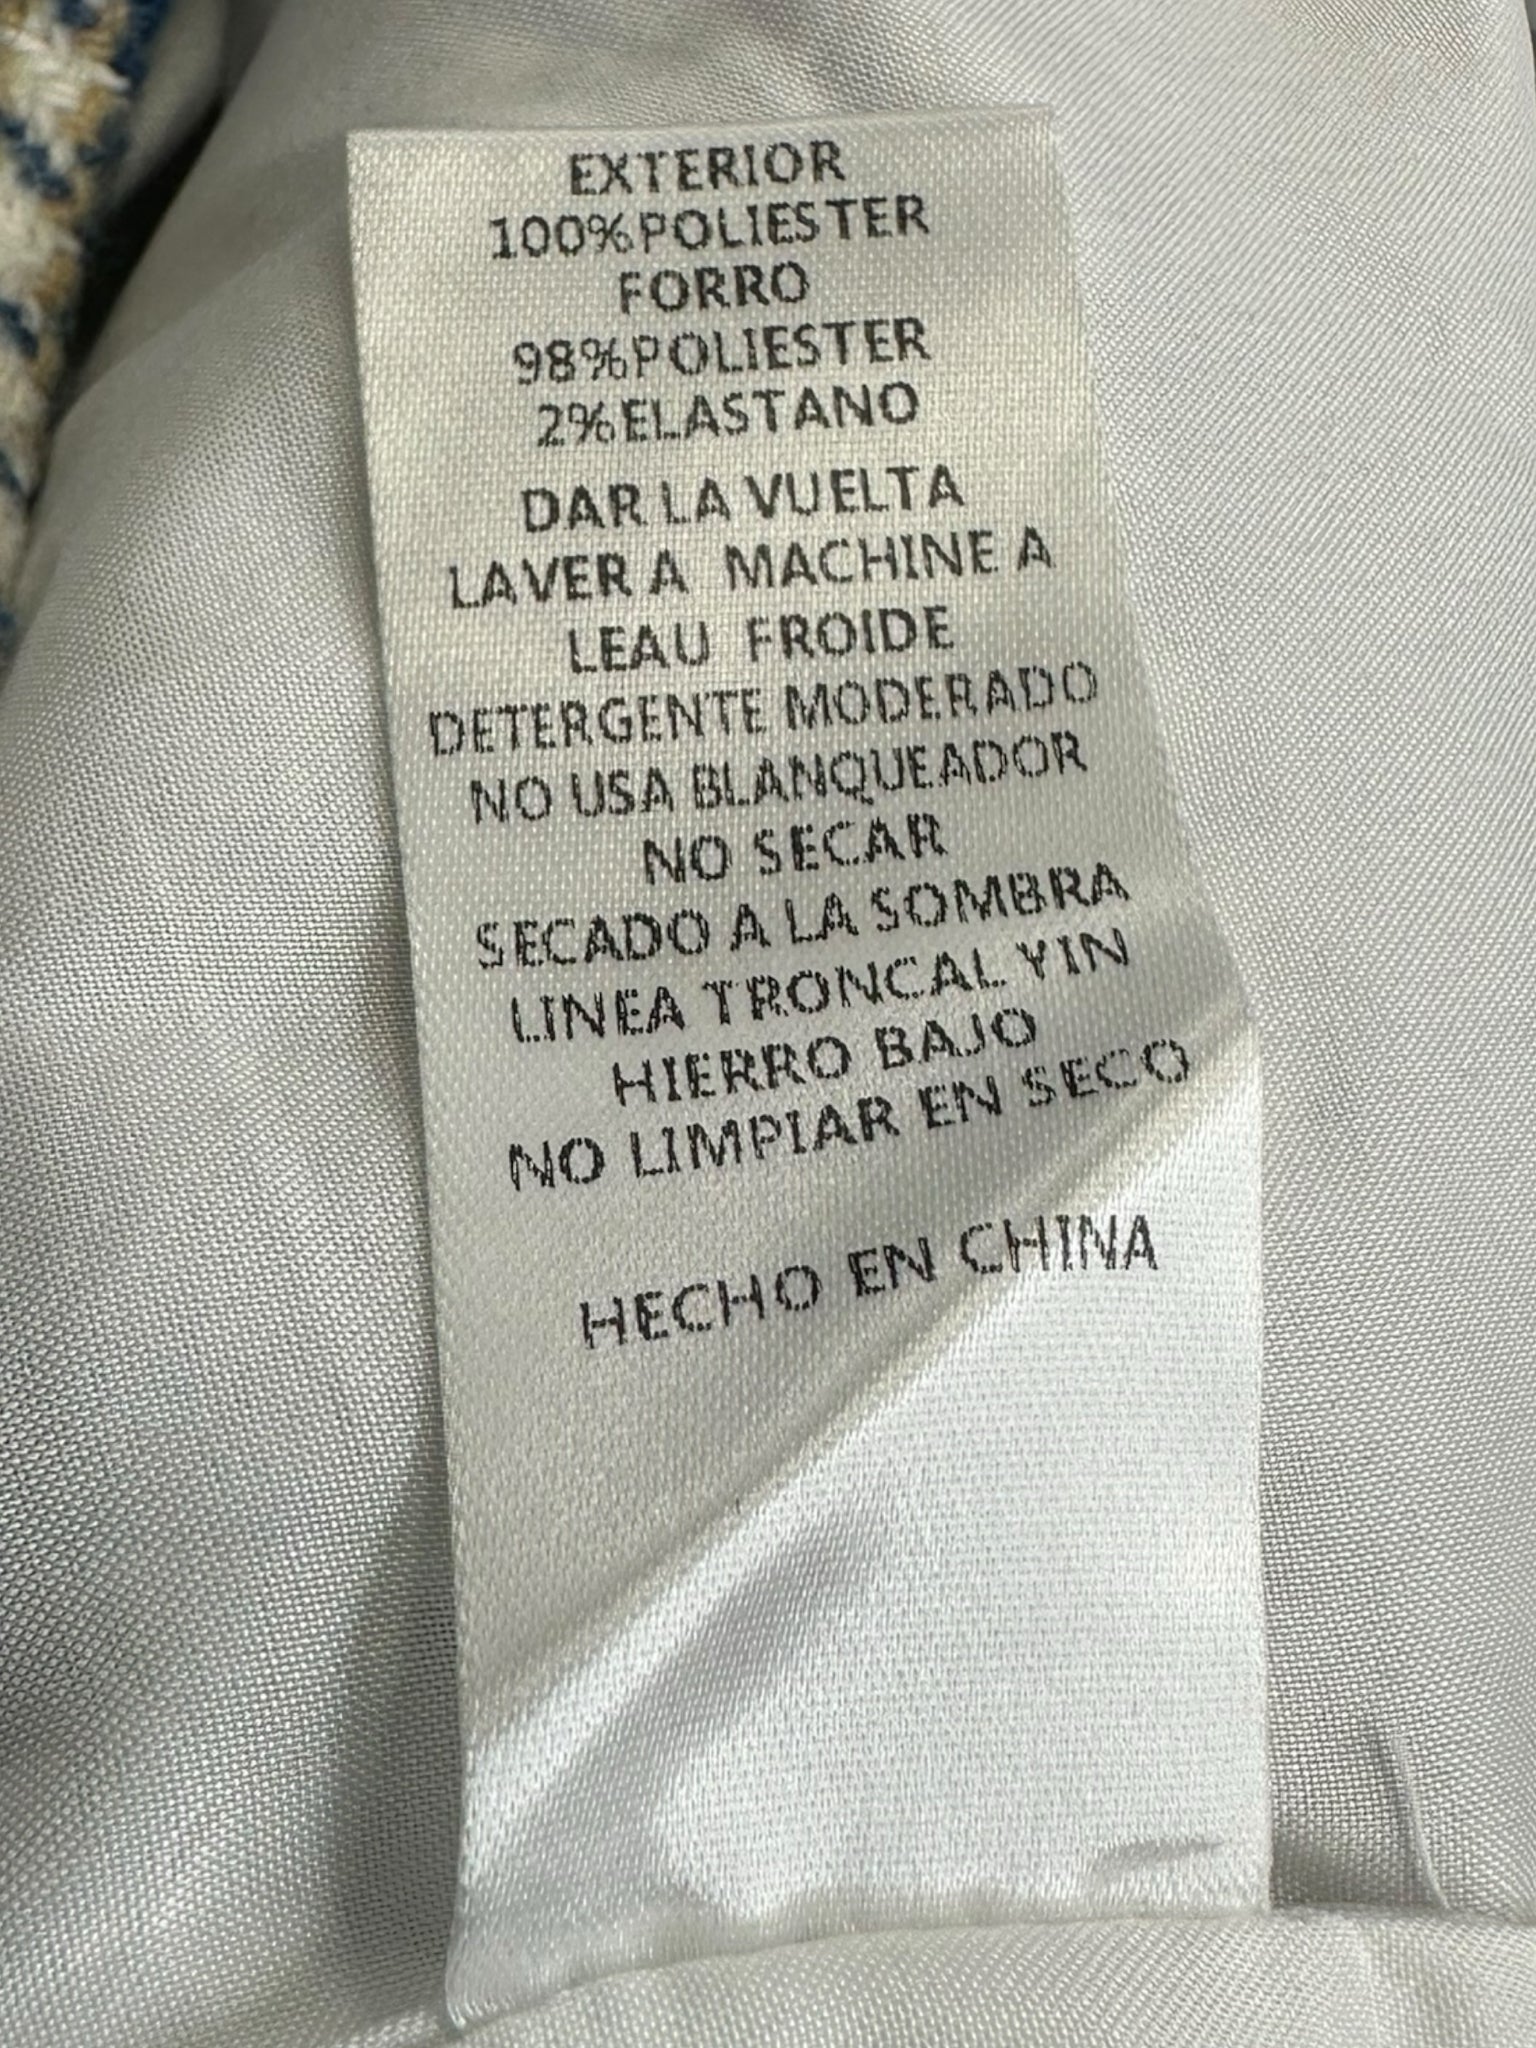 EXTERIOR
100%POLIESTER
FORRO
98%POLIESTER
2%ELASTANO
DAR LA VUELTA
LAVER A MACHINE A
LEAU FROIDE
DETERGENTE MODERADO
NO USA BLANQUEADOR
NO SECAR
SECADO A LA SOMBRA
LINEA TRONCAL YIN
HIERRO BAJO
NO LIMPIAR EN SECO
HECHO EN CHINA